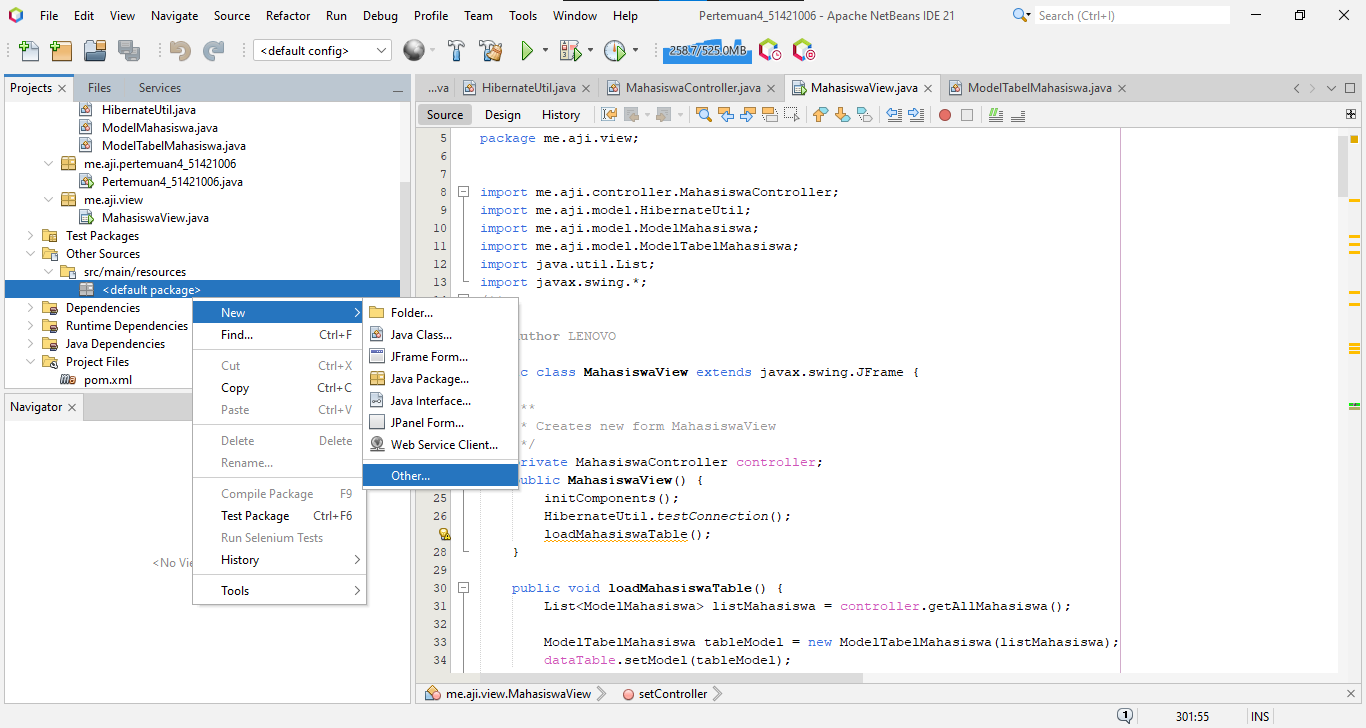 File Edit View Navigate Source Refactor Run Debug Profile Team Tools Window Help
Pertemuan4_51421006 - Apache NetBeans IDE 21
Search (Ctrl+I)
<default config>
258.7/525.0MB
Projects
Files
Services
HibernateUtil.java
ModelMahasiswa.java
ModelTabelMahasiswa.java
me.aji.pertemuan4_51421006
Pertemuan4_51421006.java
me.aji.view
MahasiswaView.java
Test Packages
Other Sources
src/main/resources
<default package>
Dependencies
Runtime Dependencies
Java Dependencies
Project Files
pom.xml
Navigator
<No Vie
New
Find... Ctrl+F
Cut Ctrl+X
Copy Ctrl+C
Paste Ctrl+V
Delete Delete
Rename...
Compile Package F9
Test Package Ctrl+F6
Run Selenium Tests
History
Tools
Folder...
Java Class...
JFrame Form...
Java Package...
Java Interface...
JPanel Form...
Web Service Client...
Other...
...va
HibernateUtil.java
MahasiswaController.java
MahasiswaView.java
ModelTabelMahasiswa.java
Source Design History
5 package me.aji.view;
6
7
8 import me.aji.controller.MahasiswaController;
9 import me.aji.model.HibernateUtil;
10 import me.aji.model.ModelMahasiswa;
11 import me.aji.model.ModelTabelMahasiswa;
12 import java.util.List;
13 import javax.swing.*;
uthor LENOVO
c class MahasiswaView extends javax.swing.JFrame {
**
* Creates new form MahasiswaView
*/
rivate MahasiswaController controller;
public MahasiswaView() {
25 initComponents();
26 HibernateUtil.testConnection();
loadMahasiswaTable();
28 }
29
30 public void loadMahasiswaTable() {
31 List<ModelMahasiswa> listMahasiswa = controller.getAllMahasiswa();
32
33 ModelTabelMahasiswa tableModel = new ModelTabelMahasiswa(listMahasiswa);
34 dataTable.setModel(tableModel);
me.aji.view.MahasiswaView
setController
1
301:55
INS